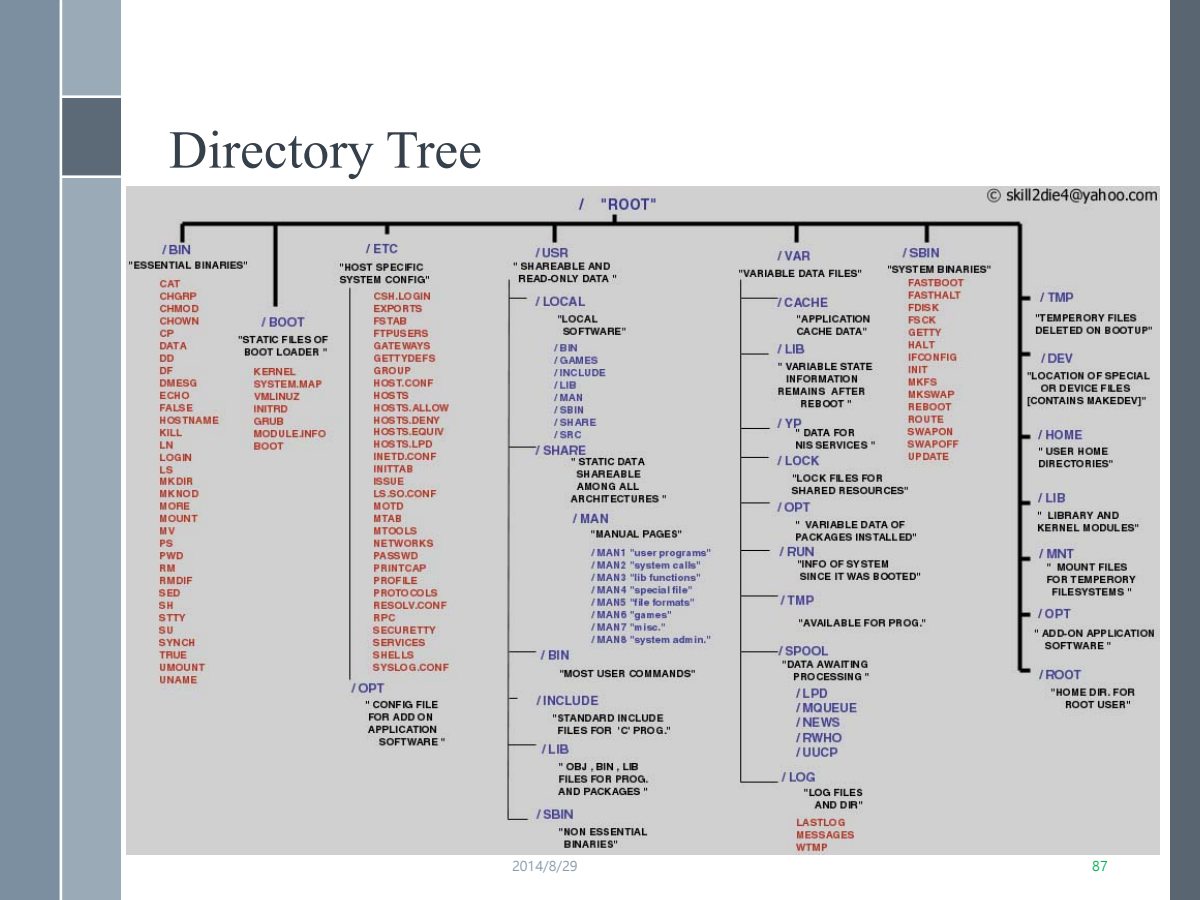 Directory Tree
© skill2die4@yahoo.com
/ "ROOT"
/BIN
"ESSENTIAL BINARIES"
CAT
CHGRP
CHMOD
CHOWN
CP
DATA
DD
DF
DMESG
ECHO
FALSE
HOSTNAME
KILL
LN
LOGIN
LS
MKDIR
MKNOD
MORE
MOUNT
MV
PS
PWD
RM
RMDIF
SED
SH
STTY
SU
SYNCH
TRUE
UMOUNT
UNAME
/BOOT
"STATIC FILES OF
BOOT LOADER "
KERNEL
SYSTEM.MAP
VMLINUZ
INITRD
GRUB
MODULE.INFO
BOOT
/ ETC
"HOST SPECIFIC
SYSTEM CONFIG"
CSH.LOGIN
EXPORTS
FSTAB
FTPUSERS
GATEWAYS
GETTYDEFS
GROUP
HOST.CONF
HOSTS
HOSTS.ALLOW
HOSTS.DENY
HOSTS.EQUIV
HOSTS.LPD
INETD.CONF
INITTAB
ISSUE
LS.SO.CONF
MOTD
MTAB
MTOOLS
NETWORKS
PASSWD
PRINTCAP
PROFILE
PROTOCOLS
RESOLV.CONF
RPC
SECURETTY
SERVICES
SHELLS
SYSLOG.CONF
/OPT
" CONFIG FILE
FOR ADD ON
APPLICATION
SOFTWARE "
/USR
" SHAREABLE AND
READ-ONLY DATA "
/ LOCAL
"LOCAL
SOFTWARE"
/ BIN
/ GAMES
/ INCLUDE
/ LIB
/ MAN
/ SBIN
/ SHARE
/ SRC
/ SHARE
" STATIC DATA
SHAREABLE
AMONG ALL
ARCHITECTURES "
/ MAN
"MANUAL PAGES"
/ MAN1 "user programs"
/ MAN2 "system calls"
/ MAN3 "lib functions"
/ MAN4 "special file"
/ MAN5 "file formats"
/ MAN6 "games"
/ MAN7 "misc."
/ MAN8 "system admin."
/ BIN
"MOST USER COMMANDS"
/ INCLUDE
"STANDARD INCLUDE
FILES FOR 'C' PROG."
/ LIB
" OBJ , BIN , LIB
FILES FOR PROG.
AND PACKAGES "
/ SBIN
"NON ESSENTIAL
BINARIES"
/ VAR
"VARIABLE DATA FILES"
/ CACHE
"APPLICATION
CACHE DATA"
/ LIB
" VARIABLE STATE
INFORMATION
REMAINS AFTER
REBOOT "
/ YP
" DATA FOR
NIS SERVICES "
/ LOCK
"LOCK FILES FOR
SHARED RESOURCES"
/ OPT
" VARIABLE DATA OF
PACKAGES INSTALLED"
/ RUN
"INFO OF SYSTEM
SINCE IT WAS BOOTED"
/ TMP
"AVAILABLE FOR PROG."
/ SPOOL
"DATA AWAITING
PROCESSING "
/ LPD
/ MQUEUE
/ NEWS
/ RWHO
/ UUCP
/ LOG
"LOG FILES
AND DIR"
LASTLOG
MESSAGES
WTMP
/ SBIN
"SYSTEM BINARIES"
FASTBOOT
FASTHALT
FDISK
FSCK
GETTY
HALT
IFCONFIG
INIT
MKFS
MKSWAP
REBOOT
ROUTE
SWAPON
SWAPOFF
UPDATE
/ TMP
"TEMPERORY FILES
DELETED ON BOOTUP"
/ DEV
"LOCATION OF SPECIAL
OR DEVICE FILES
[CONTAINS MAKEDEV]"
/ HOME
" USER HOME
DIRECTORIES"
/ LIB
" LIBRARY AND
KERNEL MODULES"
/ MNT
" MOUNT FILES
FOR TEMPERORY
FILESYSTEMS "
/ OPT
" ADD-ON APPLICATION
SOFTWARE "
/ ROOT
"HOME DIR. FOR
ROOT USER"
2014/8/29
87